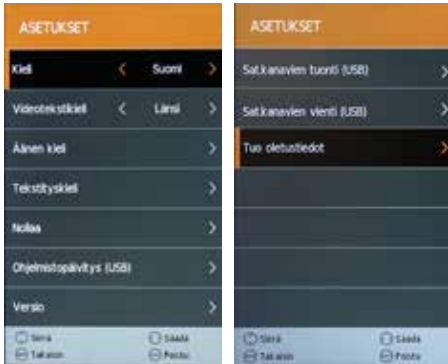 ASETUKSET
Kieli Suomi
Videotekstikieli Länsi
Äänen kieli
Tekstityskieli
Nollaa
Ohjelmistopäivitys (USB)
Versio
Siirrä Säädä
Takaisin Poistu
ASETUKSET
Sat.kanavien tuonti (USB)
Sat.kanavien vienti (USB)
Tuo oletustiedot
Siirrä Säädä
Takaisin Poistu